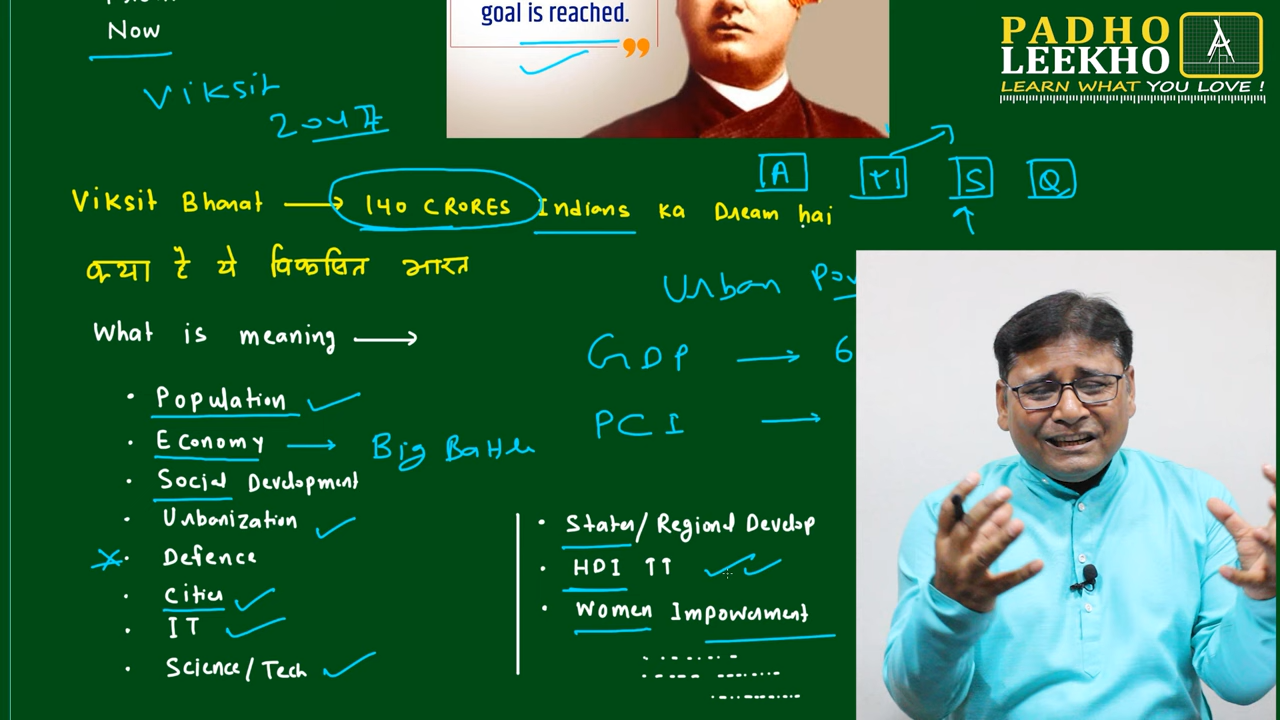 Now
goal is reached.
”
PADHO
LEEKHO
LEARN WHAT YOU LOVE !
Viksit
2047
A
S
Q
Viksit Bharat → 140 CRORES Indians ka Dream hai
क्या है ये विकसित भारत
Urban
What is meaning →
GDP → 6
PCI →
• Population ✓
• Economy → Big Battle
• Social Development
• Urbanization ✓
• Defence
• Cities ✓
• IT ✓
• Science/Tech ✓
• States/Regional Develop
• HDI ↑↑ ✓✓
• Women Impowerment